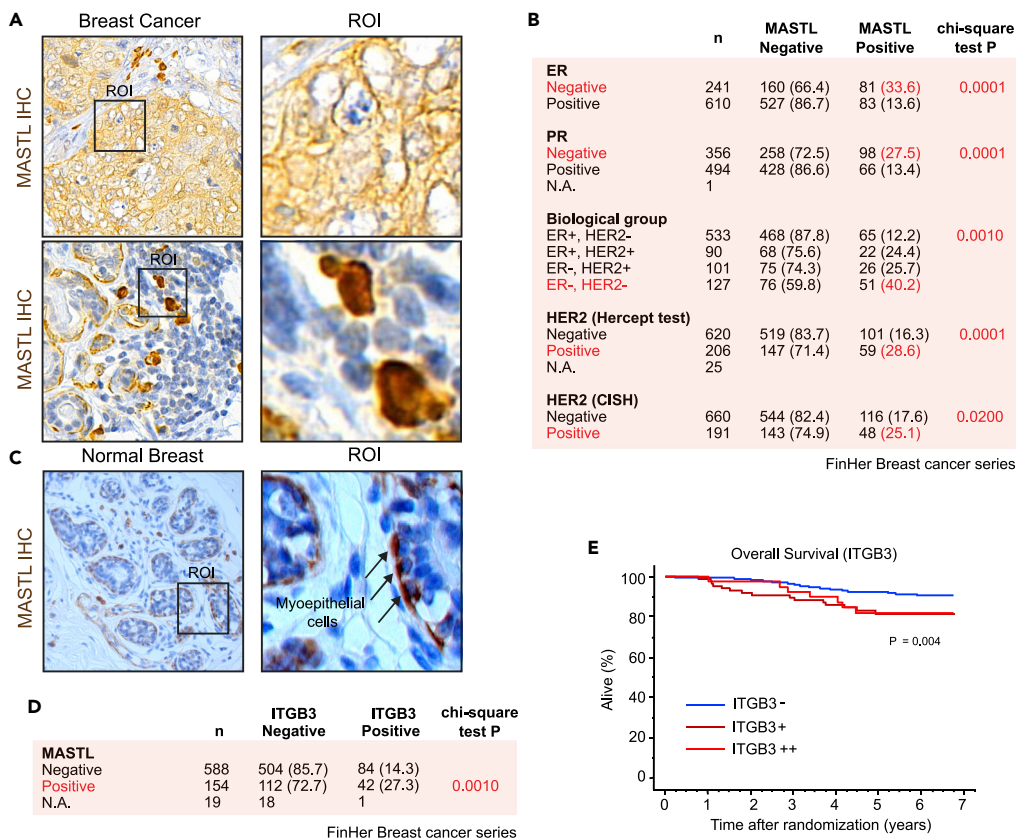 A
Breast Cancer
ROI
MASTL IHC
ROI
MASTL IHC
ROI
B
n
MASTL Negative
MASTL Positive
chi-square test P
ER
Negative 241 160 (66.4) 81 (33.6) 0.0001
Positive 610 527 (86.7) 83 (13.6)
PR
Negative 356 258 (72.5) 98 (27.5) 0.0001
Positive 494 428 (86.6) 66 (13.4)
N.A. 1
Biological group
ER+, HER2- 533 468 (87.8) 65 (12.2) 0.0010
ER+, HER2+ 90 68 (75.6) 22 (24.4)
ER-, HER2+ 101 75 (74.3) 26 (25.7)
ER-, HER2- 127 76 (59.8) 51 (40.2)
HER2 (Hercept test)
Negative 620 519 (83.7) 101 (16.3) 0.0001
Positive 206 147 (71.4) 59 (28.6)
N.A. 25
HER2 (CISH)
Negative 660 544 (82.4) 116 (17.6) 0.0200
Positive 191 143 (74.9) 48 (25.1)
FinHer Breast cancer series
C
Normal Breast
ROI
MASTL IHC
ROI
Myoepithelial
cells
D
n
ITGB3 Negative
ITGB3 Positive
chi-square test P
MASTL
Negative 588 504 (85.7) 84 (14.3)
Positive 154 112 (72.7) 42 (27.3) 0.0010
N.A. 19 18 1
FinHer Breast cancer series
E
Overall Survival (ITGB3)
Alive (%)
100
80
60
40
20
0
P = 0.004
ITGB3 -
ITGB3 +
ITGB3 ++
0 1 2 3 4 5 6 7
Time after randomization (years)